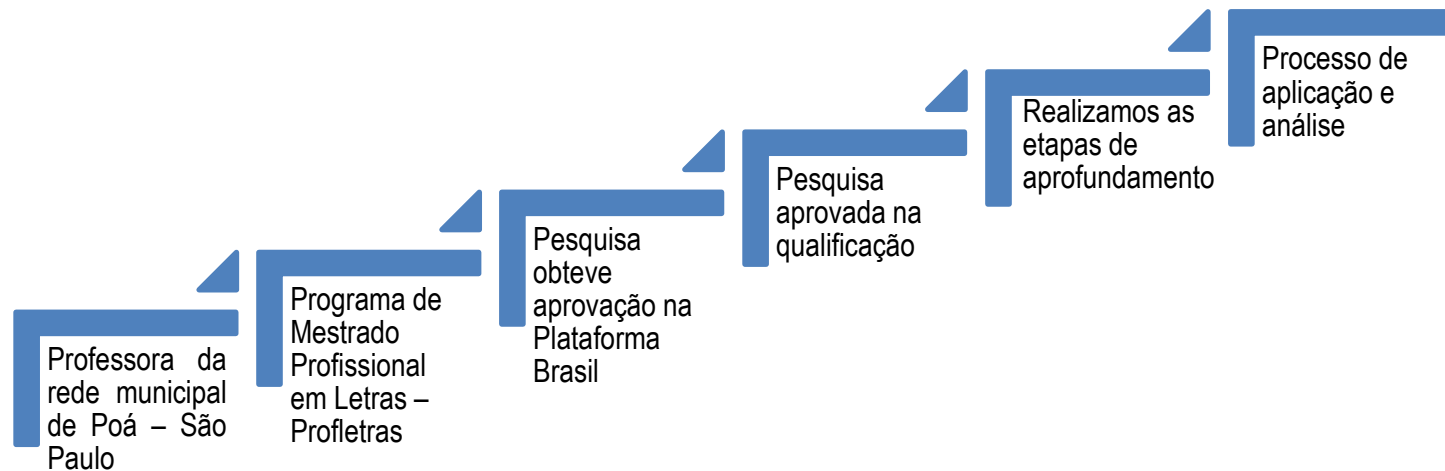 Professora da
rede municipal
de Poá – São
Paulo
Programa de
Mestrado
Profissional
em Letras –
Profletras
Pesquisa
obteve
aprovação na
Plataforma
Brasil
Pesquisa
aprovada na
qualificação
Realizamos as
etapas de
aprofundamento
Processo de
aplicação e
análise